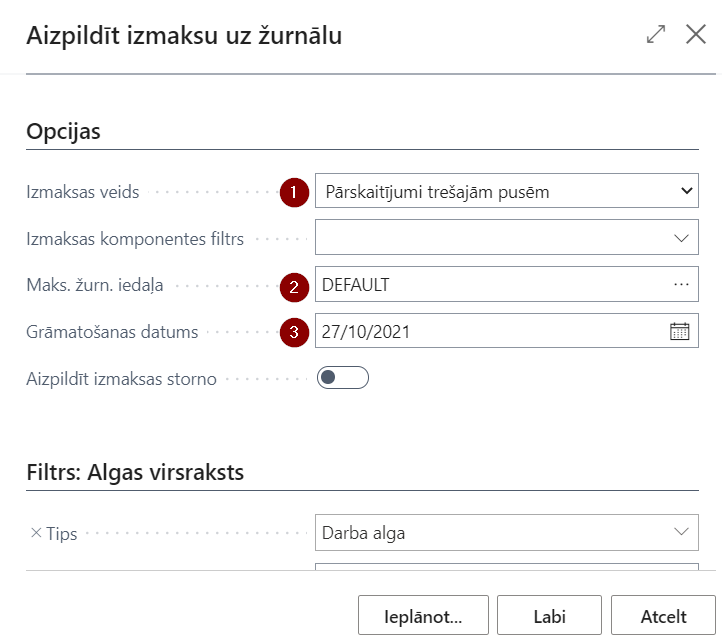 Aizpildīt izmaksu uz žurnālu
Opcijas
Izmaksas veids 1 Pārskaitījumi trešajām pusēm
Izmaksas komponentes filtrs
Maks. žurn. iedaļa 2 DEFAULT ...
Grāmatošanas datums 3 27/10/2021
Aizpildīt izmaksas storno
Filtrs: Algas virsraksts
× Tips Darba alga
Ieplānot... Labi Atcelt